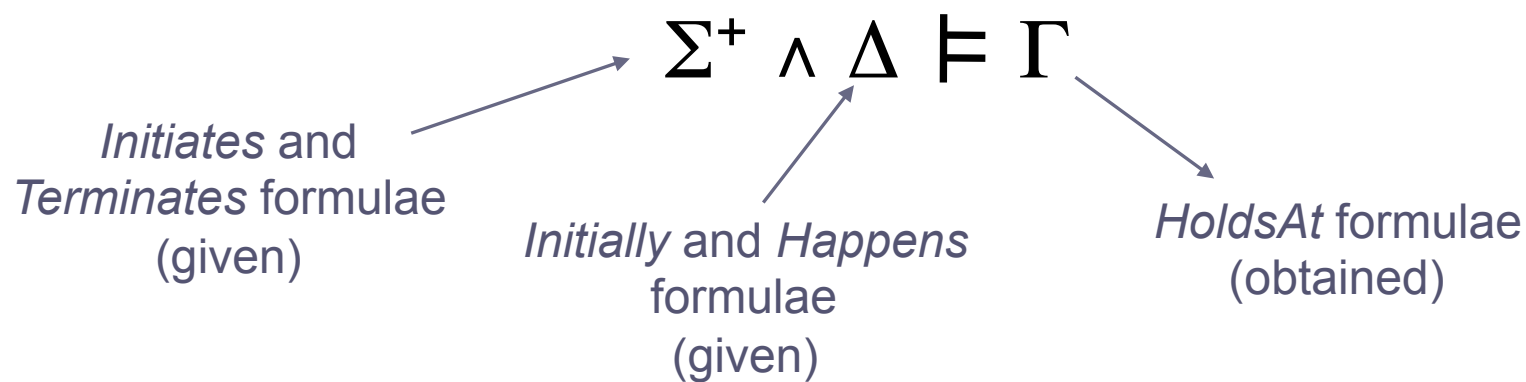 Σ⁺ ∧ Δ ⊨ Γ
Initiates and
Terminates formulae
(given)
Initially and Happens
formulae
(given)
HoldsAt formulae
(obtained)